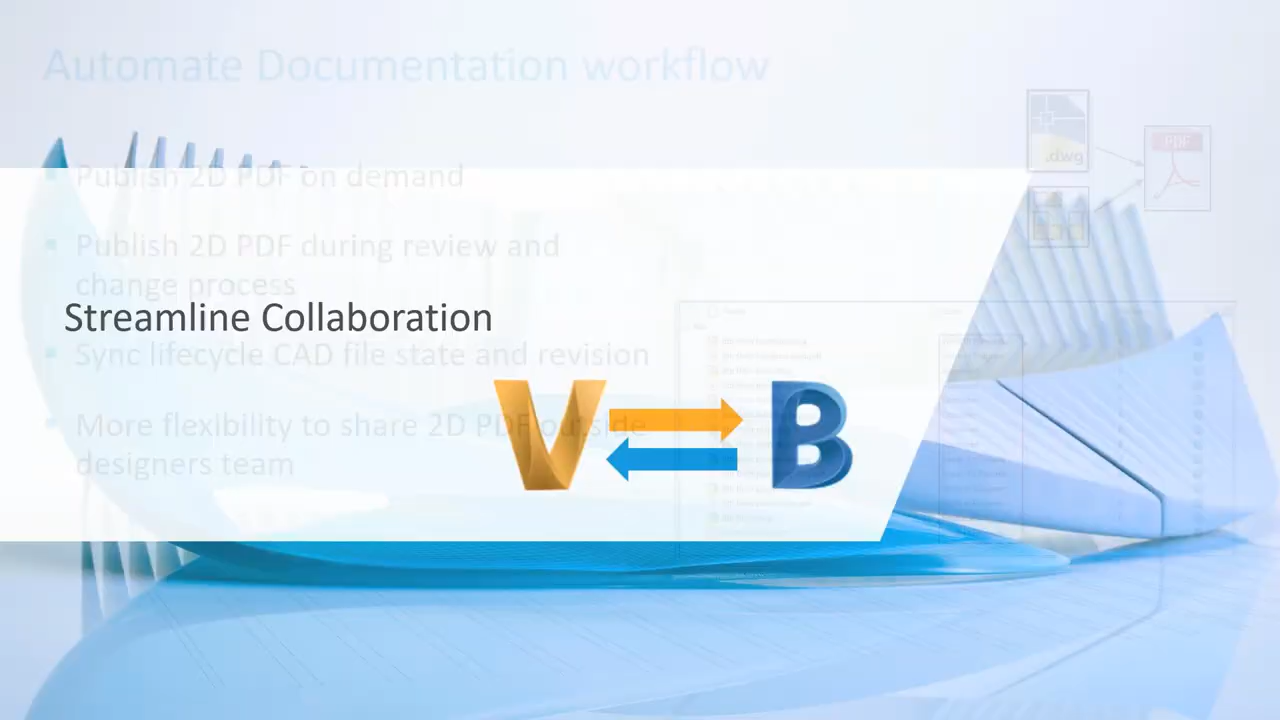 Automate Documentation workflow
.dwg
PDF
Publish 2D PDF on demand
Publish 2D PDF during review and
change process
Streamline Collaboration
Sync lifecycle CAD file state and revision
More flexibility to share 2D PDF outside
designers team
V
B